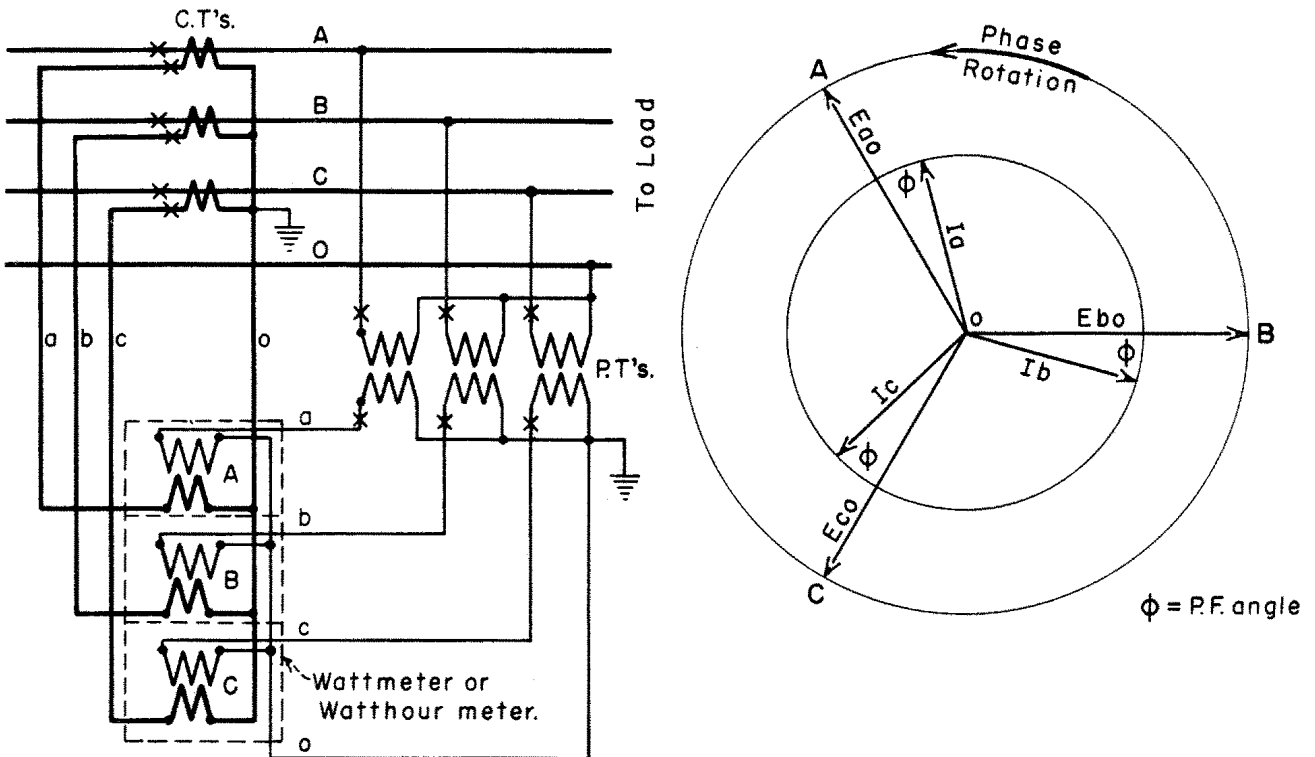 C.T's.
A
B
C
O
To Load
a
b
c
o
P.T's.
a
A
b
B
c
C
Wattmeter or
Watthour meter.
o
Phase
Rotation
A
Eao
ϕ
Ia
o
Ebo
B
ϕ
Ib
Ic
ϕ
Eco
C
ϕ = P.F. angle